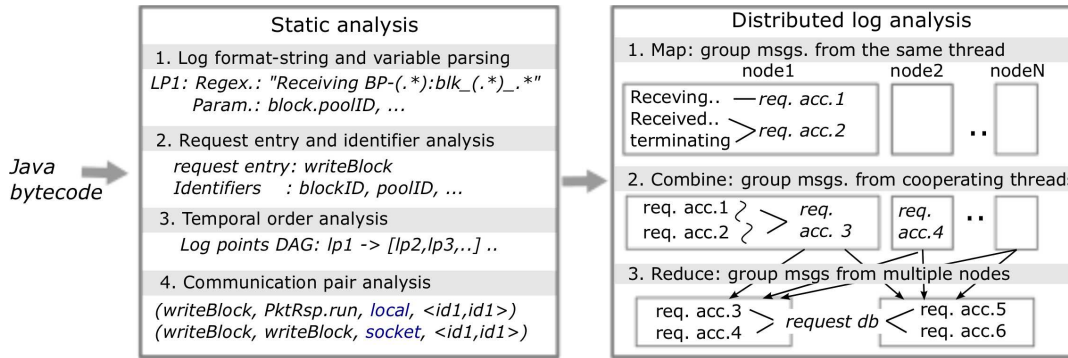 Java
bytecode
Static analysis
1. Log format-string and variable parsing
LP1: Regex.: "Receiving BP-(.*):blk_(.*)_.*"
Param.: block.poolID, ...
2. Request entry and identifier analysis
request entry: writeBlock
Identifiers : blockID, poolID, ...
3. Temporal order analysis
Log points DAG: lp1 -> [lp2,lp3,..] ..
4. Communication pair analysis
(writeBlock, PktRsp.run, local, <id1,id1>)
(writeBlock, writeBlock, socket, <id1,id1>)
Distributed log analysis
1. Map: group msgs. from the same thread
node1 node2 nodeN
Receving.. req. acc.1
Received..
terminating req. acc.2
..
2. Combine: group msgs. from cooperating threads
req. acc.1 req. req.
req. acc.2 acc. 3 acc.4 ..
3. Reduce: group msgs from multiple nodes
req. acc.3 req. acc.5
request db
req. acc.4 req. acc.6